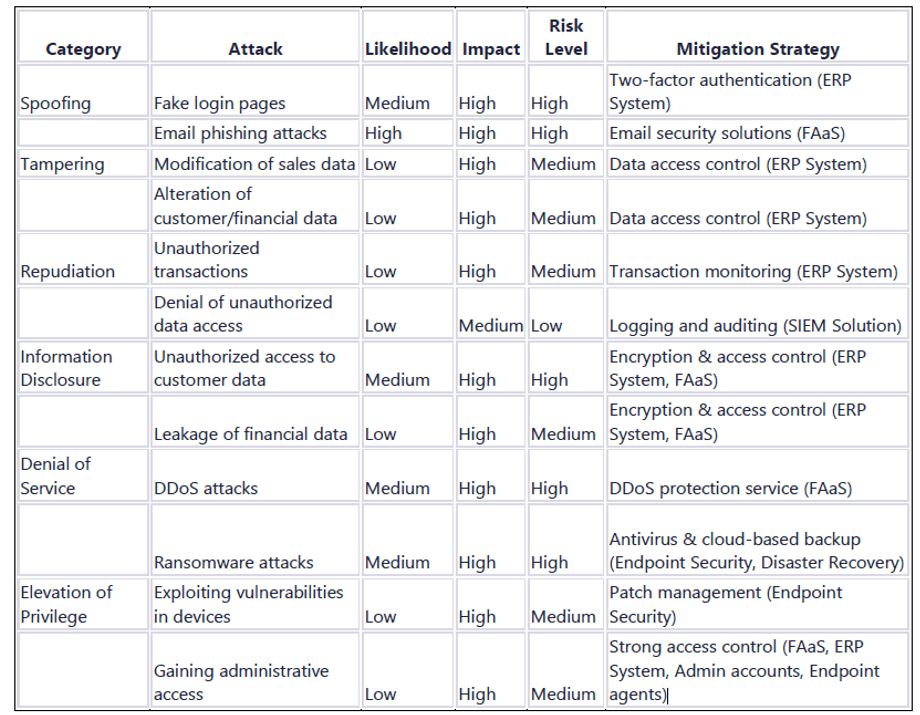 Category Attack Likelihood Impact Risk Level Mitigation Strategy
Spoofing Fake login pages Medium High High Two-factor authentication (ERP System)
Email phishing attacks High High High Email security solutions (FAaS)
Tampering Modification of sales data Low High Medium Data access control (ERP System)
Alteration of customer/financial data Low High Medium Data access control (ERP System)
Repudiation Unauthorized transactions Low High Medium Transaction monitoring (ERP System)
Denial of unauthorized data access Low Medium Low Logging and auditing (SIEM Solution)
Information Disclosure Unauthorized access to customer data Medium High High Encryption & access control (ERP System, FAaS)
Leakage of financial data Low High Medium Encryption & access control (ERP System, FAaS)
Denial of Service DDoS attacks Medium High High DDoS protection service (FAaS)
Ransomware attacks Medium High High Antivirus & cloud-based backup (Endpoint Security, Disaster Recovery)
Elevation of Privilege Exploiting vulnerabilities in devices Low High Medium Patch management (Endpoint Security)
Gaining administrative access Low High Medium Strong access control (FAaS, ERP System, Admin accounts, Endpoint agents)